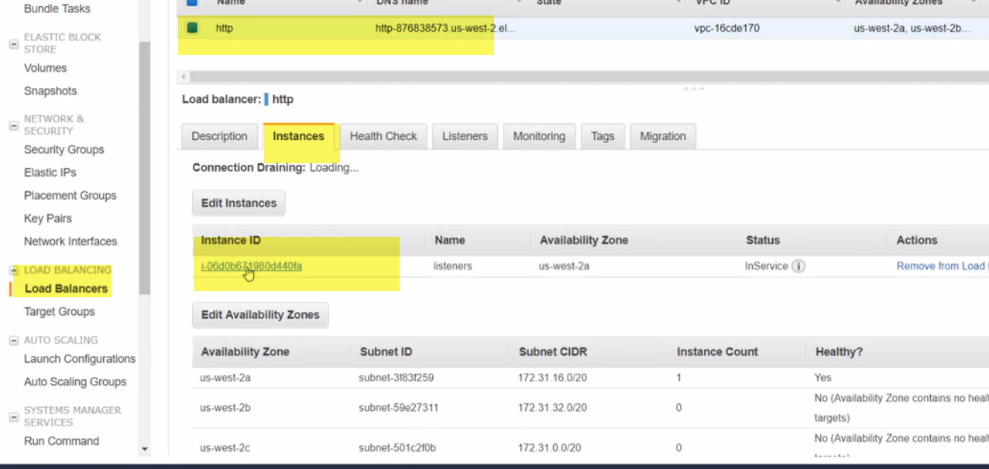 Bundle Tasks
ELASTIC BLOCK
STORE
Volumes
Snapshots
NETWORK &
SECURITY
Security Groups
Elastic IPs
Placement Groups
Key Pairs
Network Interfaces
LOAD BALANCING
Load Balancers
Target Groups
AUTO SCALING
Launch Configurations
Auto Scaling Groups
SYSTEMS MANAGER
SERVICES
Run Command
Name DNS name State VPC ID Availability Zones
http http-876838573.us-west-2.el... vpc-16cde170 us-west-2a, us-west-2b...
Load balancer: http
Description Instances Health Check Listeners Monitoring Tags Migration
Connection Draining: Loading...
Edit Instances
Instance ID Name Availability Zone Status Actions
i-06d0b671980d440fa listeners us-west-2a InService Remove from Load
Edit Availability Zones
Availability Zone Subnet ID Subnet CIDR Instance Count Healthy?
us-west-2a subnet-3f83f259 172.31.16.0/20 1 Yes
us-west-2b subnet-59e27311 172.31.32.0/20 0 No (Availability Zone contains no heal
targets)
us-west-2c subnet-501c2f0b 172.31.0.0/20 0 No (Availability Zone contains no heal